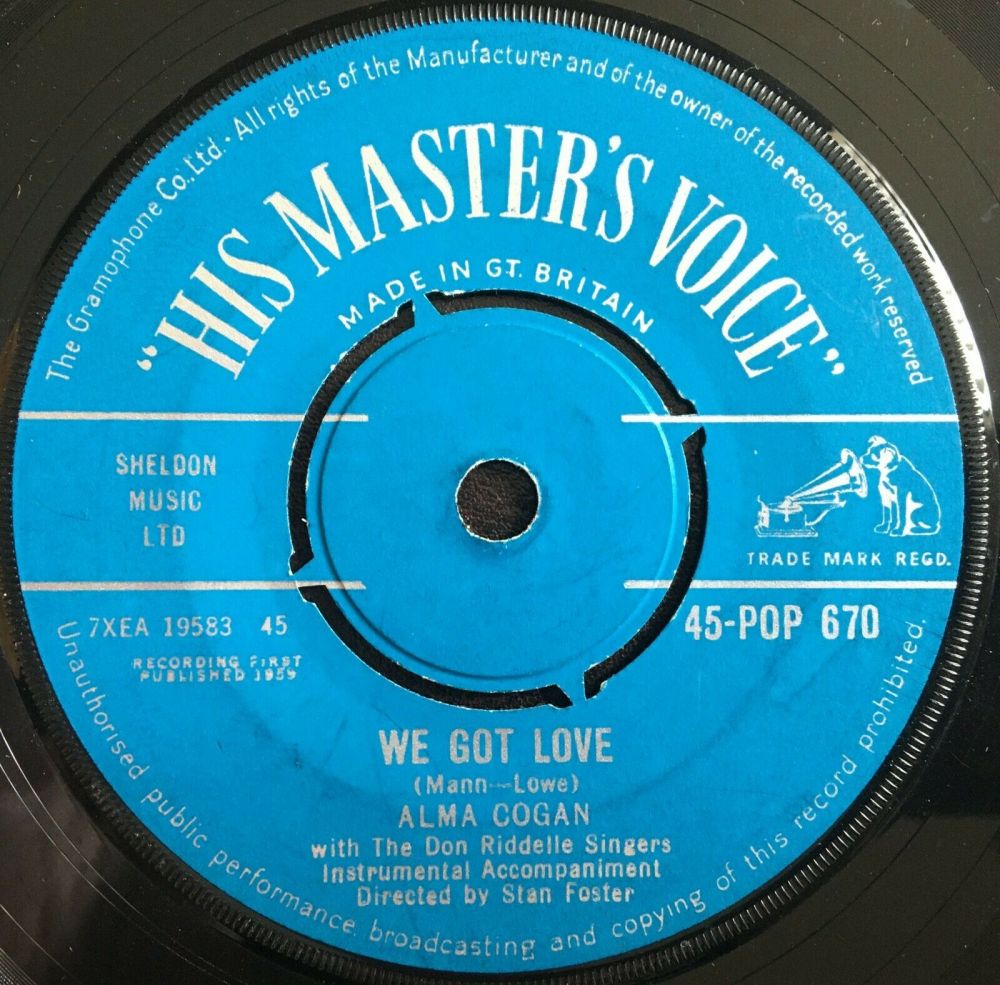 The Gramophone Co.,Ltd. · All rights of the Manufacturer and of the owner of the recorded work reserved
"HIS MASTER'S VOICE"
MADE IN GT. BRITAIN
SHELDON
MUSIC
LTD
TRADE MARK REGD.
7XEA 19583 45
45-POP 670
RECORDING FIRST
PUBLISHED 1959
WE GOT LOVE
(Mann—Lowe)
ALMA COGAN
with The Don Riddelle Singers
Instrumental Accompaniment
Directed by Stan Foster
Unauthorised public performance, broadcasting and copying of this record prohibited.